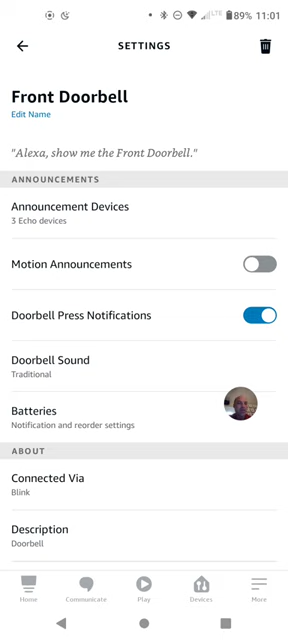 LTE 89% 11:01
SETTINGS
Front Doorbell
Edit Name
"Alexa, show me the Front Doorbell."
ANNOUNCEMENTS
Announcement Devices
3 Echo devices
Motion Announcements
Doorbell Press Notifications
Doorbell Sound
Traditional
Batteries
Notification and reorder settings
ABOUT
Connected Via
Blink
Description
Doorbell
Home Communicate Play Devices More